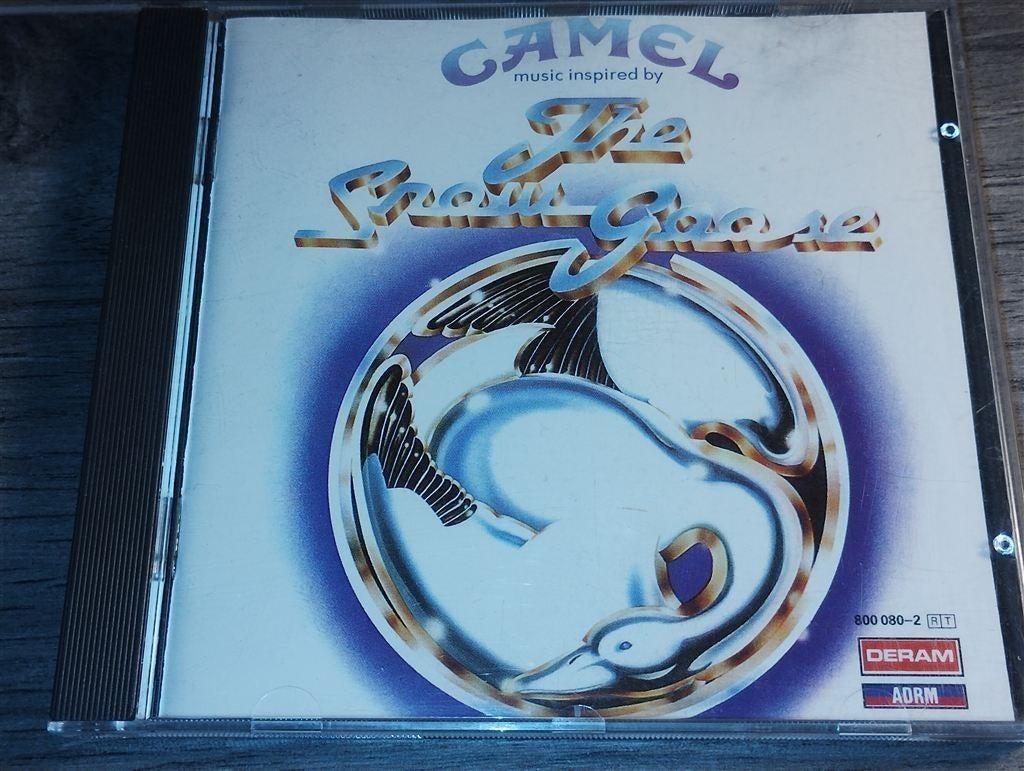 CAMEL
music inspired by
The
Snow Goose
800 080-2 RT
DERAM
ADRM